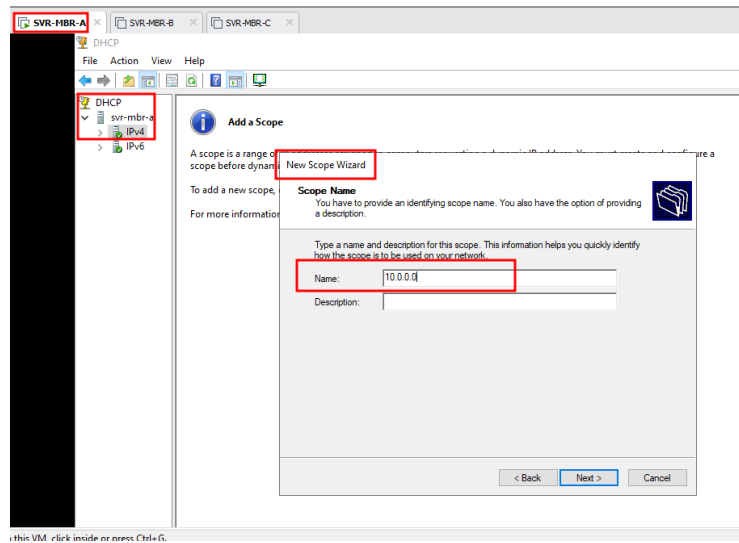 SVR-MBR-A
SVR-MBR-B
SVR-MBR-C
DHCP
File Action View Help
DHCP
svr-mbr-a
IPv4
IPv6
Add a Scope
A scope is a range o
ure a
scope before dynami
To add a new scope,
For more information
New Scope Wizard
Scope Name
You have to provide an identifying scope name. You also have the option of providing
a description.
Type a name and description for this scope. This information helps you quickly identify
how the scope is to be used on your network.
Name: 10.0.0.0
Description:
< Back Next > Cancel
this VM, click inside or press Ctrl+G.